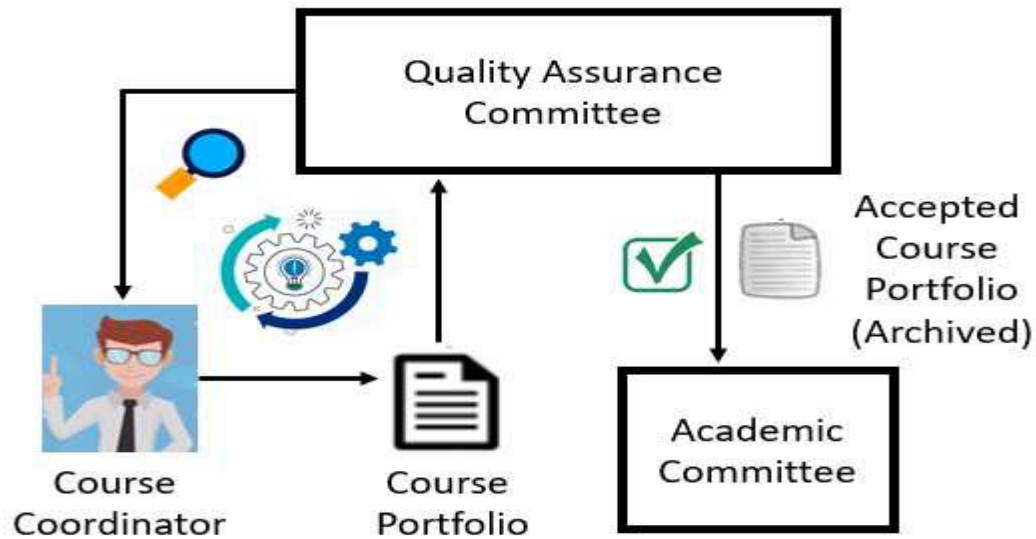 Quality Assurance
Committee
Accepted
Course
Portfolio
(Archived)
Academic
Committee
Course
Coordinator
Course
Portfolio